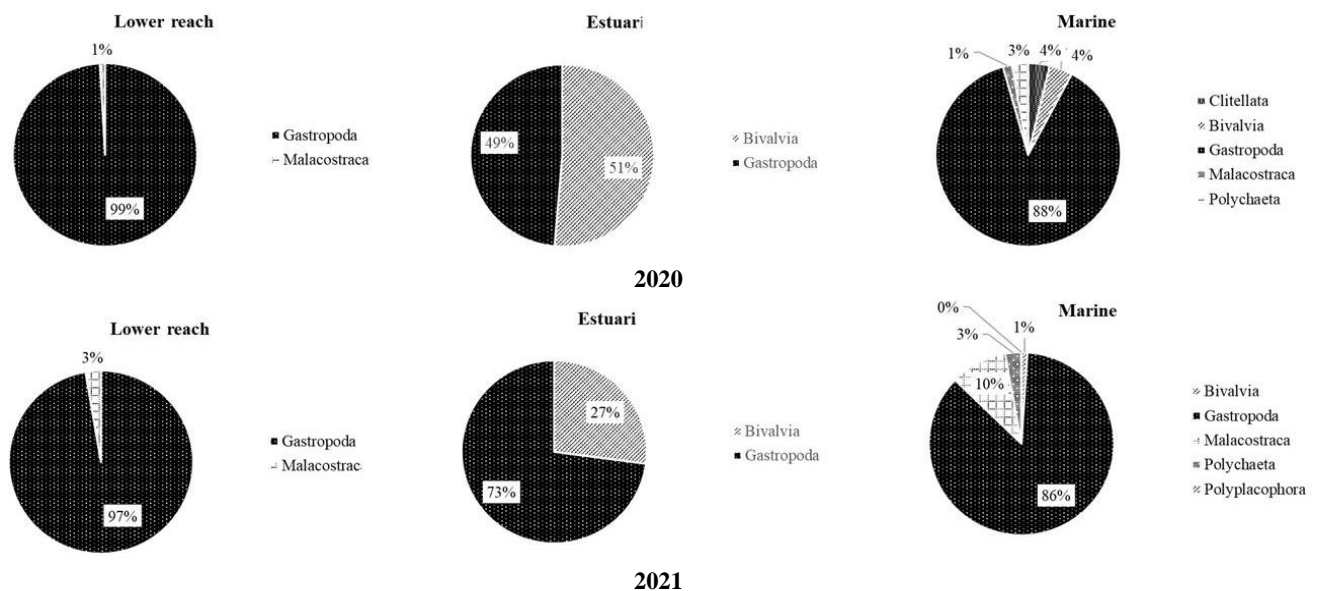 Lower reach
1%
99%
Gastropoda
Malacostraca
Estuari
49%
51%
Bivalvia
Gastropoda
Marine
1%
3%
4%
4%
88%
Clitellata
Bivalvia
Gastropoda
Malacostraca
Polychaeta
2020
Lower reach
3%
97%
Gastropoda
Malacostrac
Estuari
27%
73%
Bivalvia
Gastropoda
Marine
0%
3%
1%
10%
86%
Bivalvia
Gastropoda
Malacostraca
Polychaeta
Polyplacophora
2021